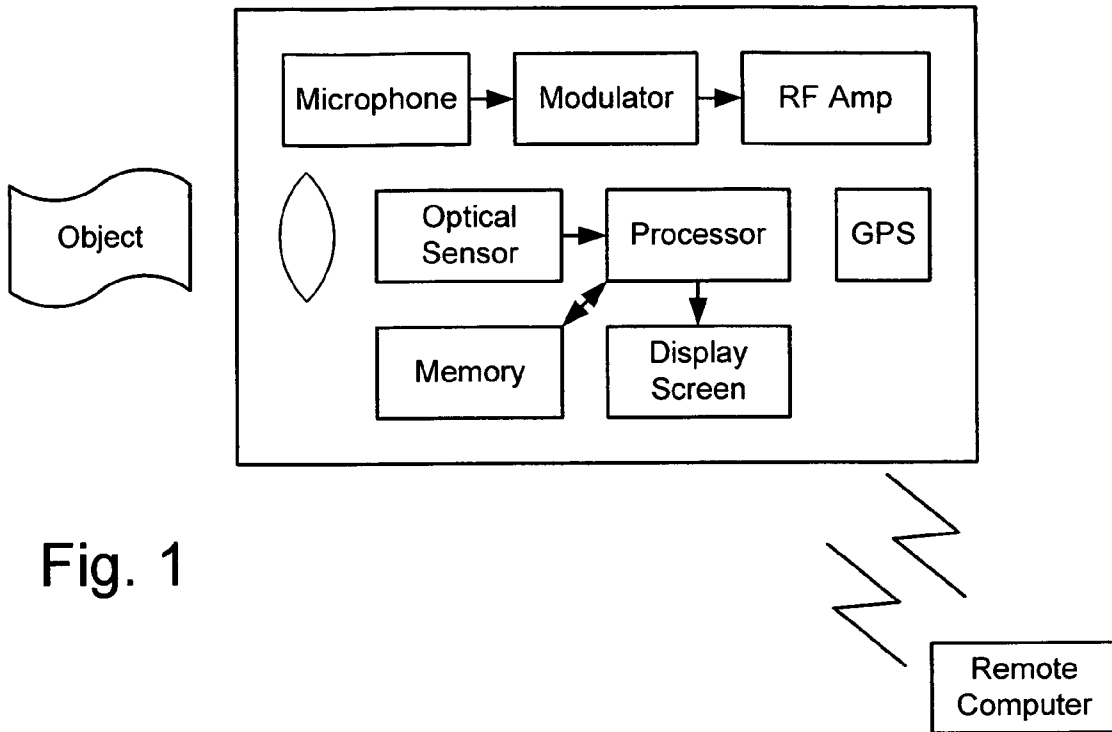 Microphone
Modulator
RF Amp
Object
Optical
Sensor
Processor
GPS
Memory
Display
Screen
Fig. 1
Remote
Computer